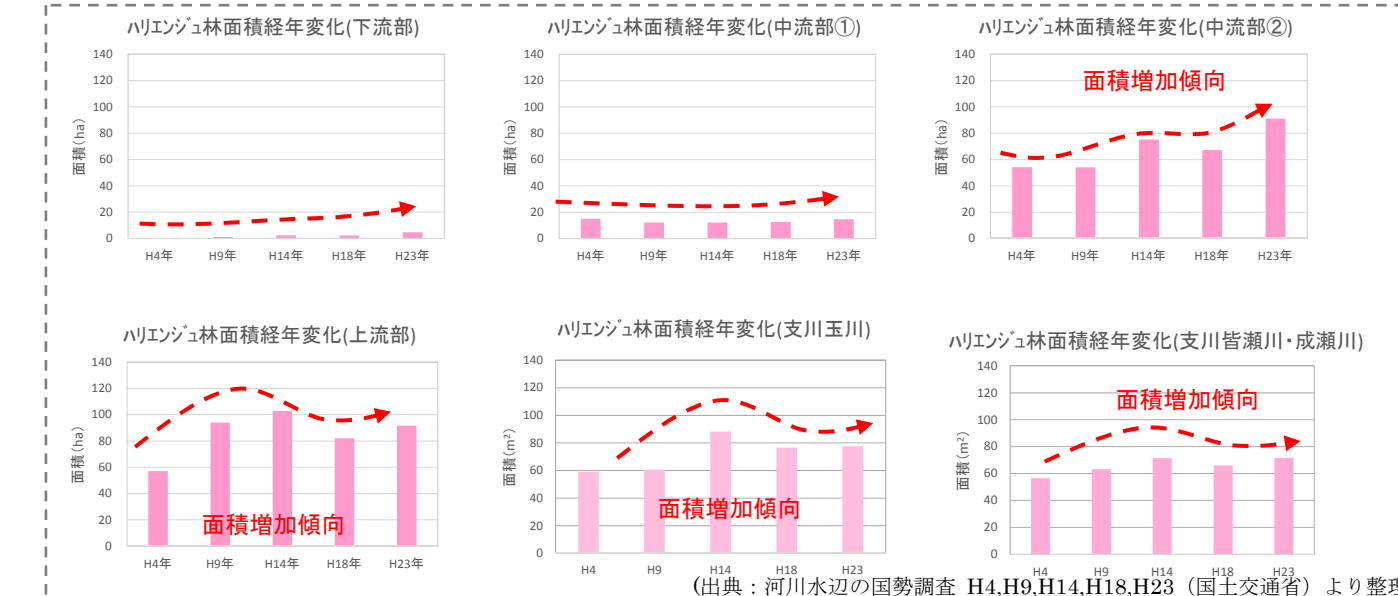 ハリエンジュ林面積経年変化(下流部)
140
120
100
80
60
40
20
0
面積(ha)
H4年 H9年 H14年 H18年 H23年
ハリエンジュ林面積経年変化(中流部①)
140
120
100
80
60
40
20
0
面積(ha)
H4年 H9年 H14年 H18年 H23年
ハリエンジュ林面積経年変化(中流部②)
面積増加傾向
140
120
100
80
60
40
20
0
面積(ha)
H4年 H9年 H14年 H18年 H23年
ハリエンジュ林面積経年変化(上流部)
140
120
100
80
60
40
20
0
面積(ha)
面積増加傾向
H4年 H9年 H14年 H18年 H23年
ハリエンジュ林面積経年変化(支川玉川)
140
120
100
80
60
40
20
0
面積(m²)
面積増加傾向
H4 H9 H14 H18 H23
ハリエンジュ林面積経年変化(支川皆瀬川・成瀬川)
面積増加傾向
140
120
100
80
60
40
20
0
面積(m²)
H4 H9 H14 H18 H23
(出典：河川水辺の国勢調査 H4,H9,H14,H18,H23（国土交通省）より整理